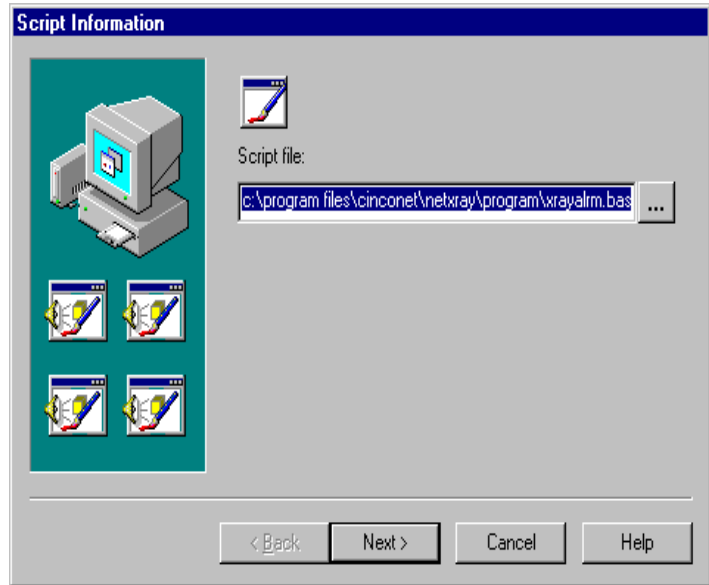 Script Information
Script file:
c:\program files\cinconet\netxray\program\xrayalrm.bas
...
< Back
Next >
Cancel
Help